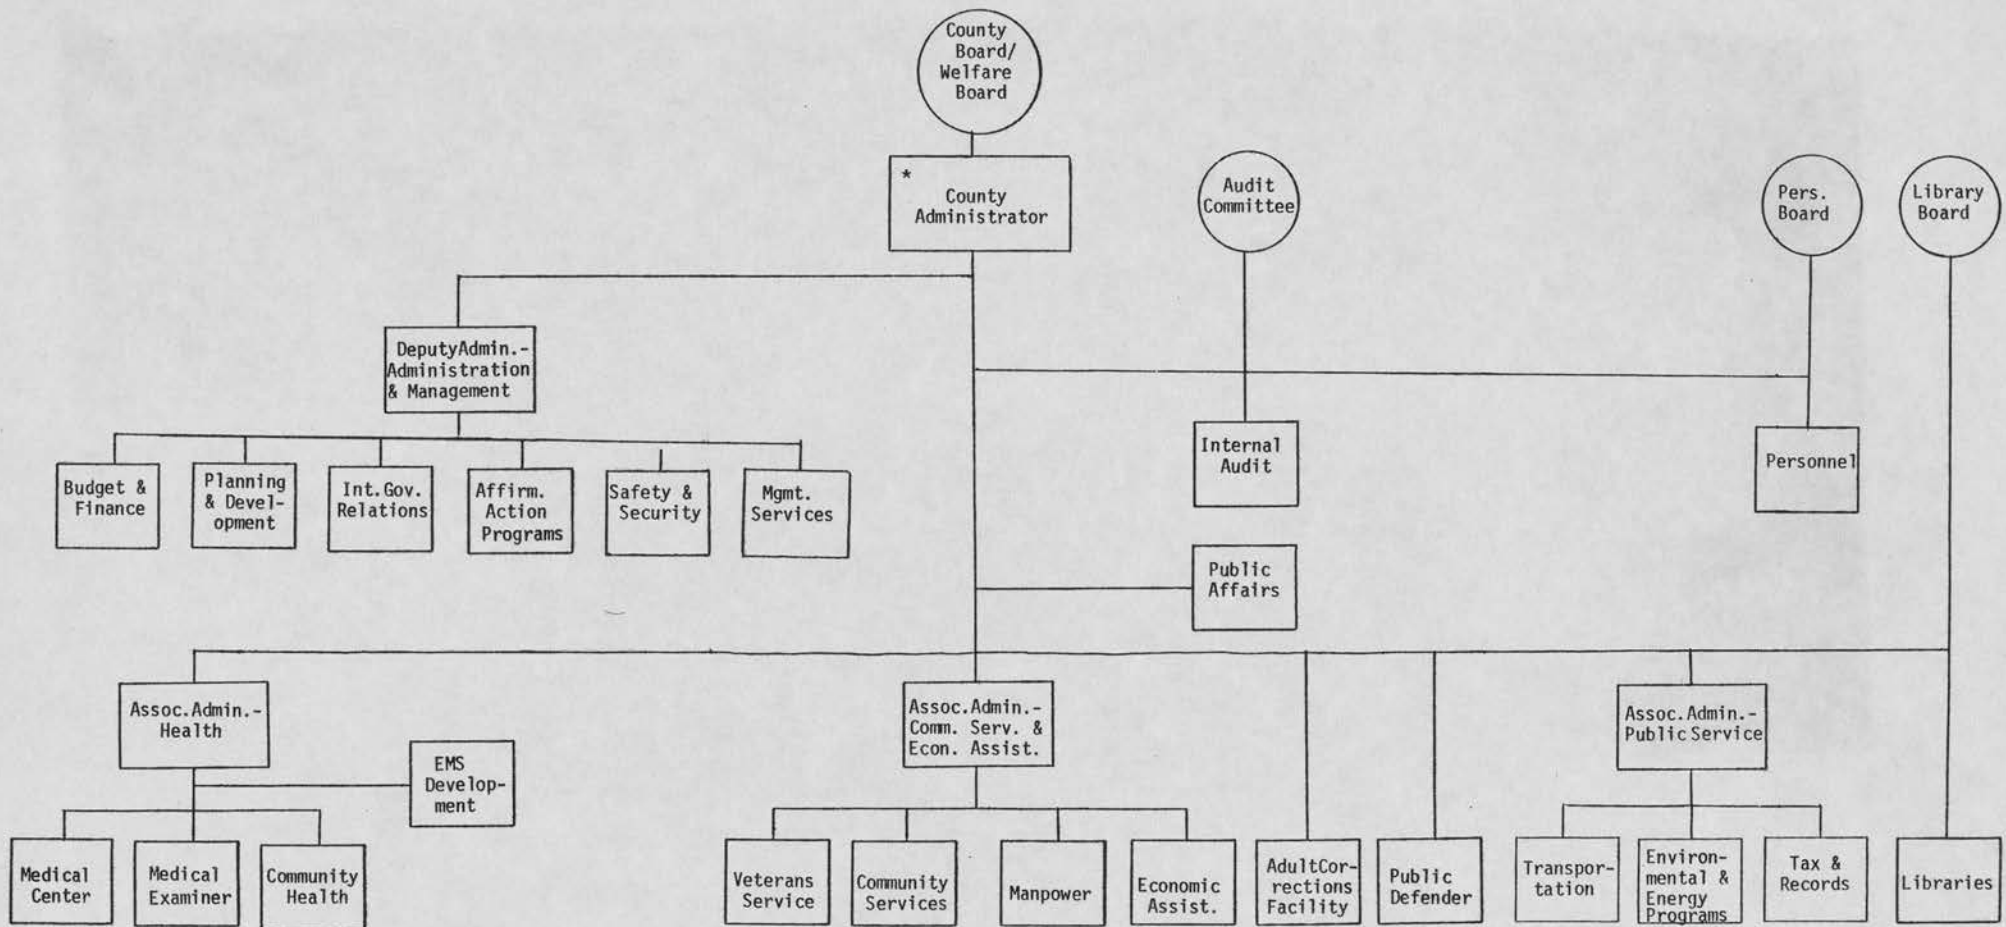 County
Board/
Welfare
Board
*
County
Administrator
Audit
Committee
Pers.
Board
Library
Board
DeputyAdmin.-
Administration
& Management
Budget &
Finance
Planning
& Devel-
opment
Int.Gov.
Relations
Affirm.
Action
Programs
Safety &
Security
Mgmt.
Services
Internal
Audit
Personnel
Public
Affairs
Assoc.Admin.-
Health
EMS
Develop-
ment
Assoc.Admin.-
Comm. Serv. &
Econ. Assist.
Assoc.Admin.-
Public Service
Medical
Center
Medical
Examiner
Community
Health
Veterans
Service
Community
Services
Manpower
Economic
Assist.
AdultCor-
rections
Facility
Public
Defender
Transpor-
tation
Environ-
mental &
Energy
Programs
Tax &
Records
Libraries